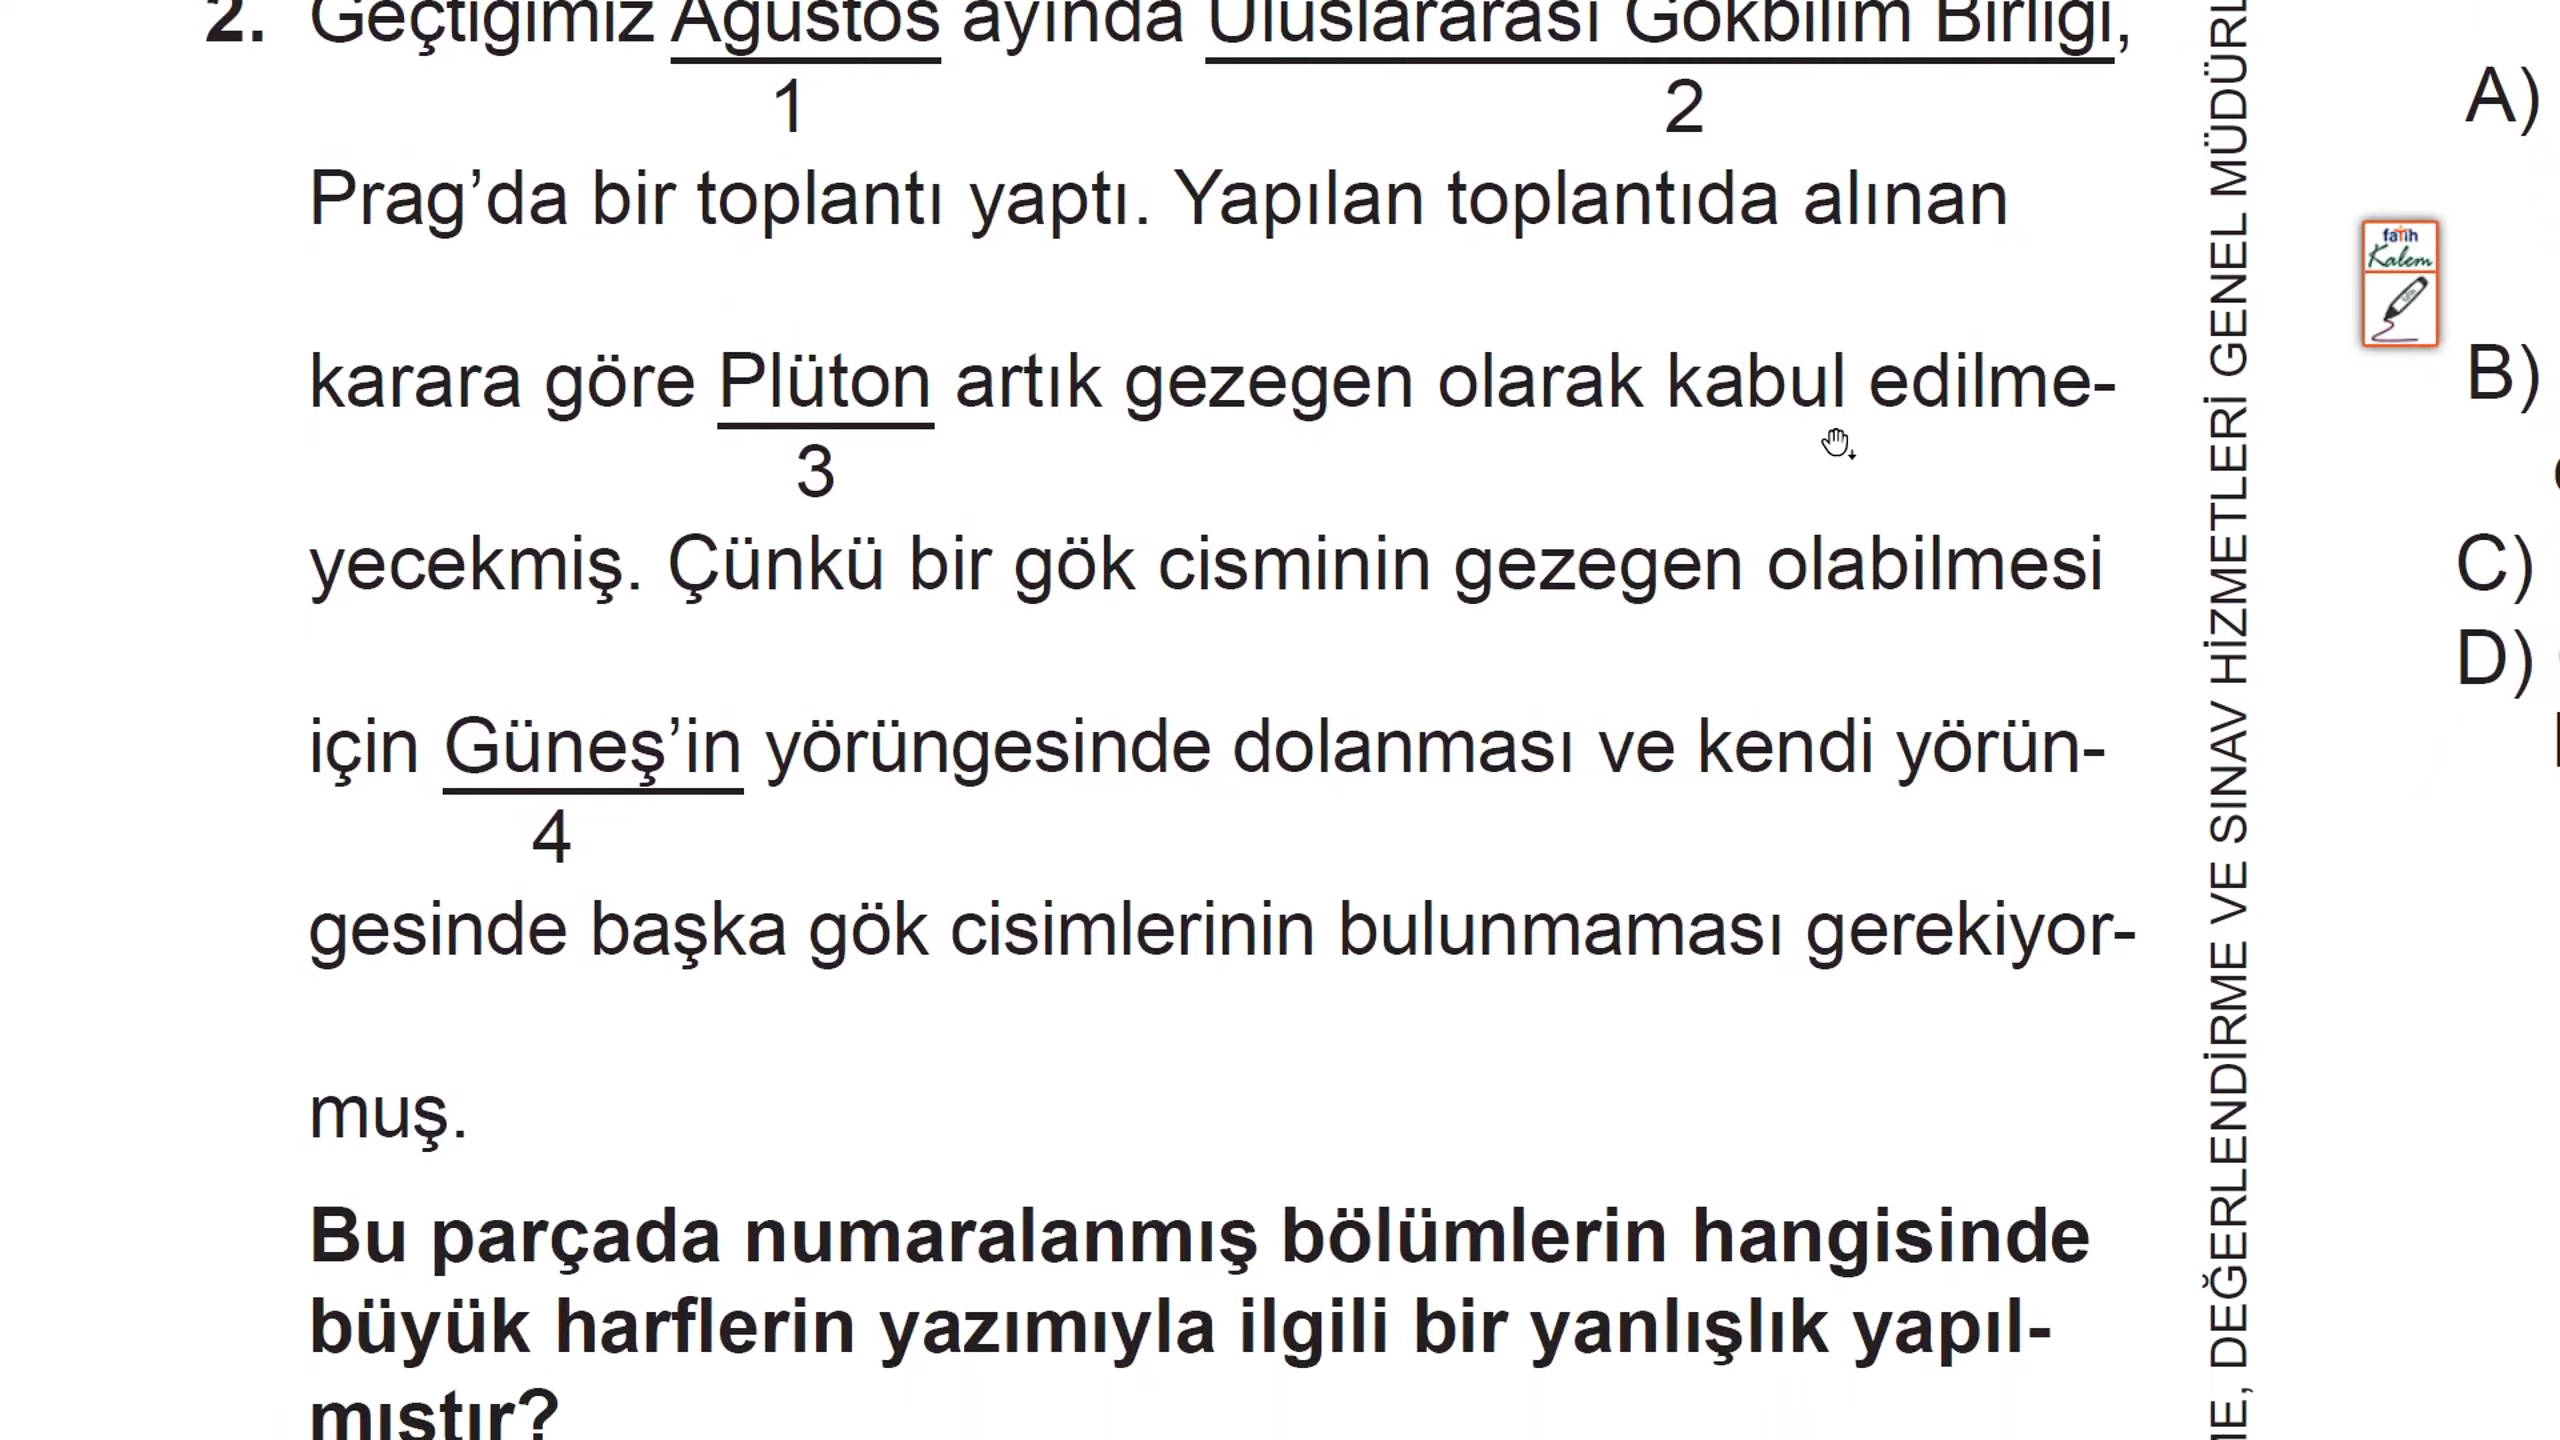 2. Geçtiğimiz Ağustos ayında Uluslararası Gökbilim Birliği,
1 2
Prag’da bir toplantı yaptı. Yapılan toplantıda alınan
karara göre Plüton artık gezegen olarak kabul edilme-
3
yecekmiş. Çünkü bir gök cisminin gezegen olabilmesi
için Güneş’in yörüngesinde dolanması ve kendi yörün-
4
gesinde başka gök cisimlerinin bulunmaması gerekiyor-
muş.
Bu parçada numaralanmış bölümlerin hangisinde
büyük harflerin yazımıyla ilgili bir yanlışlık yapıl-
mıştır?
DEĞERLENDİRME VE SINAV HİZMETLERİ GENEL
fatih
Kalem
A)
B)
C)
D)